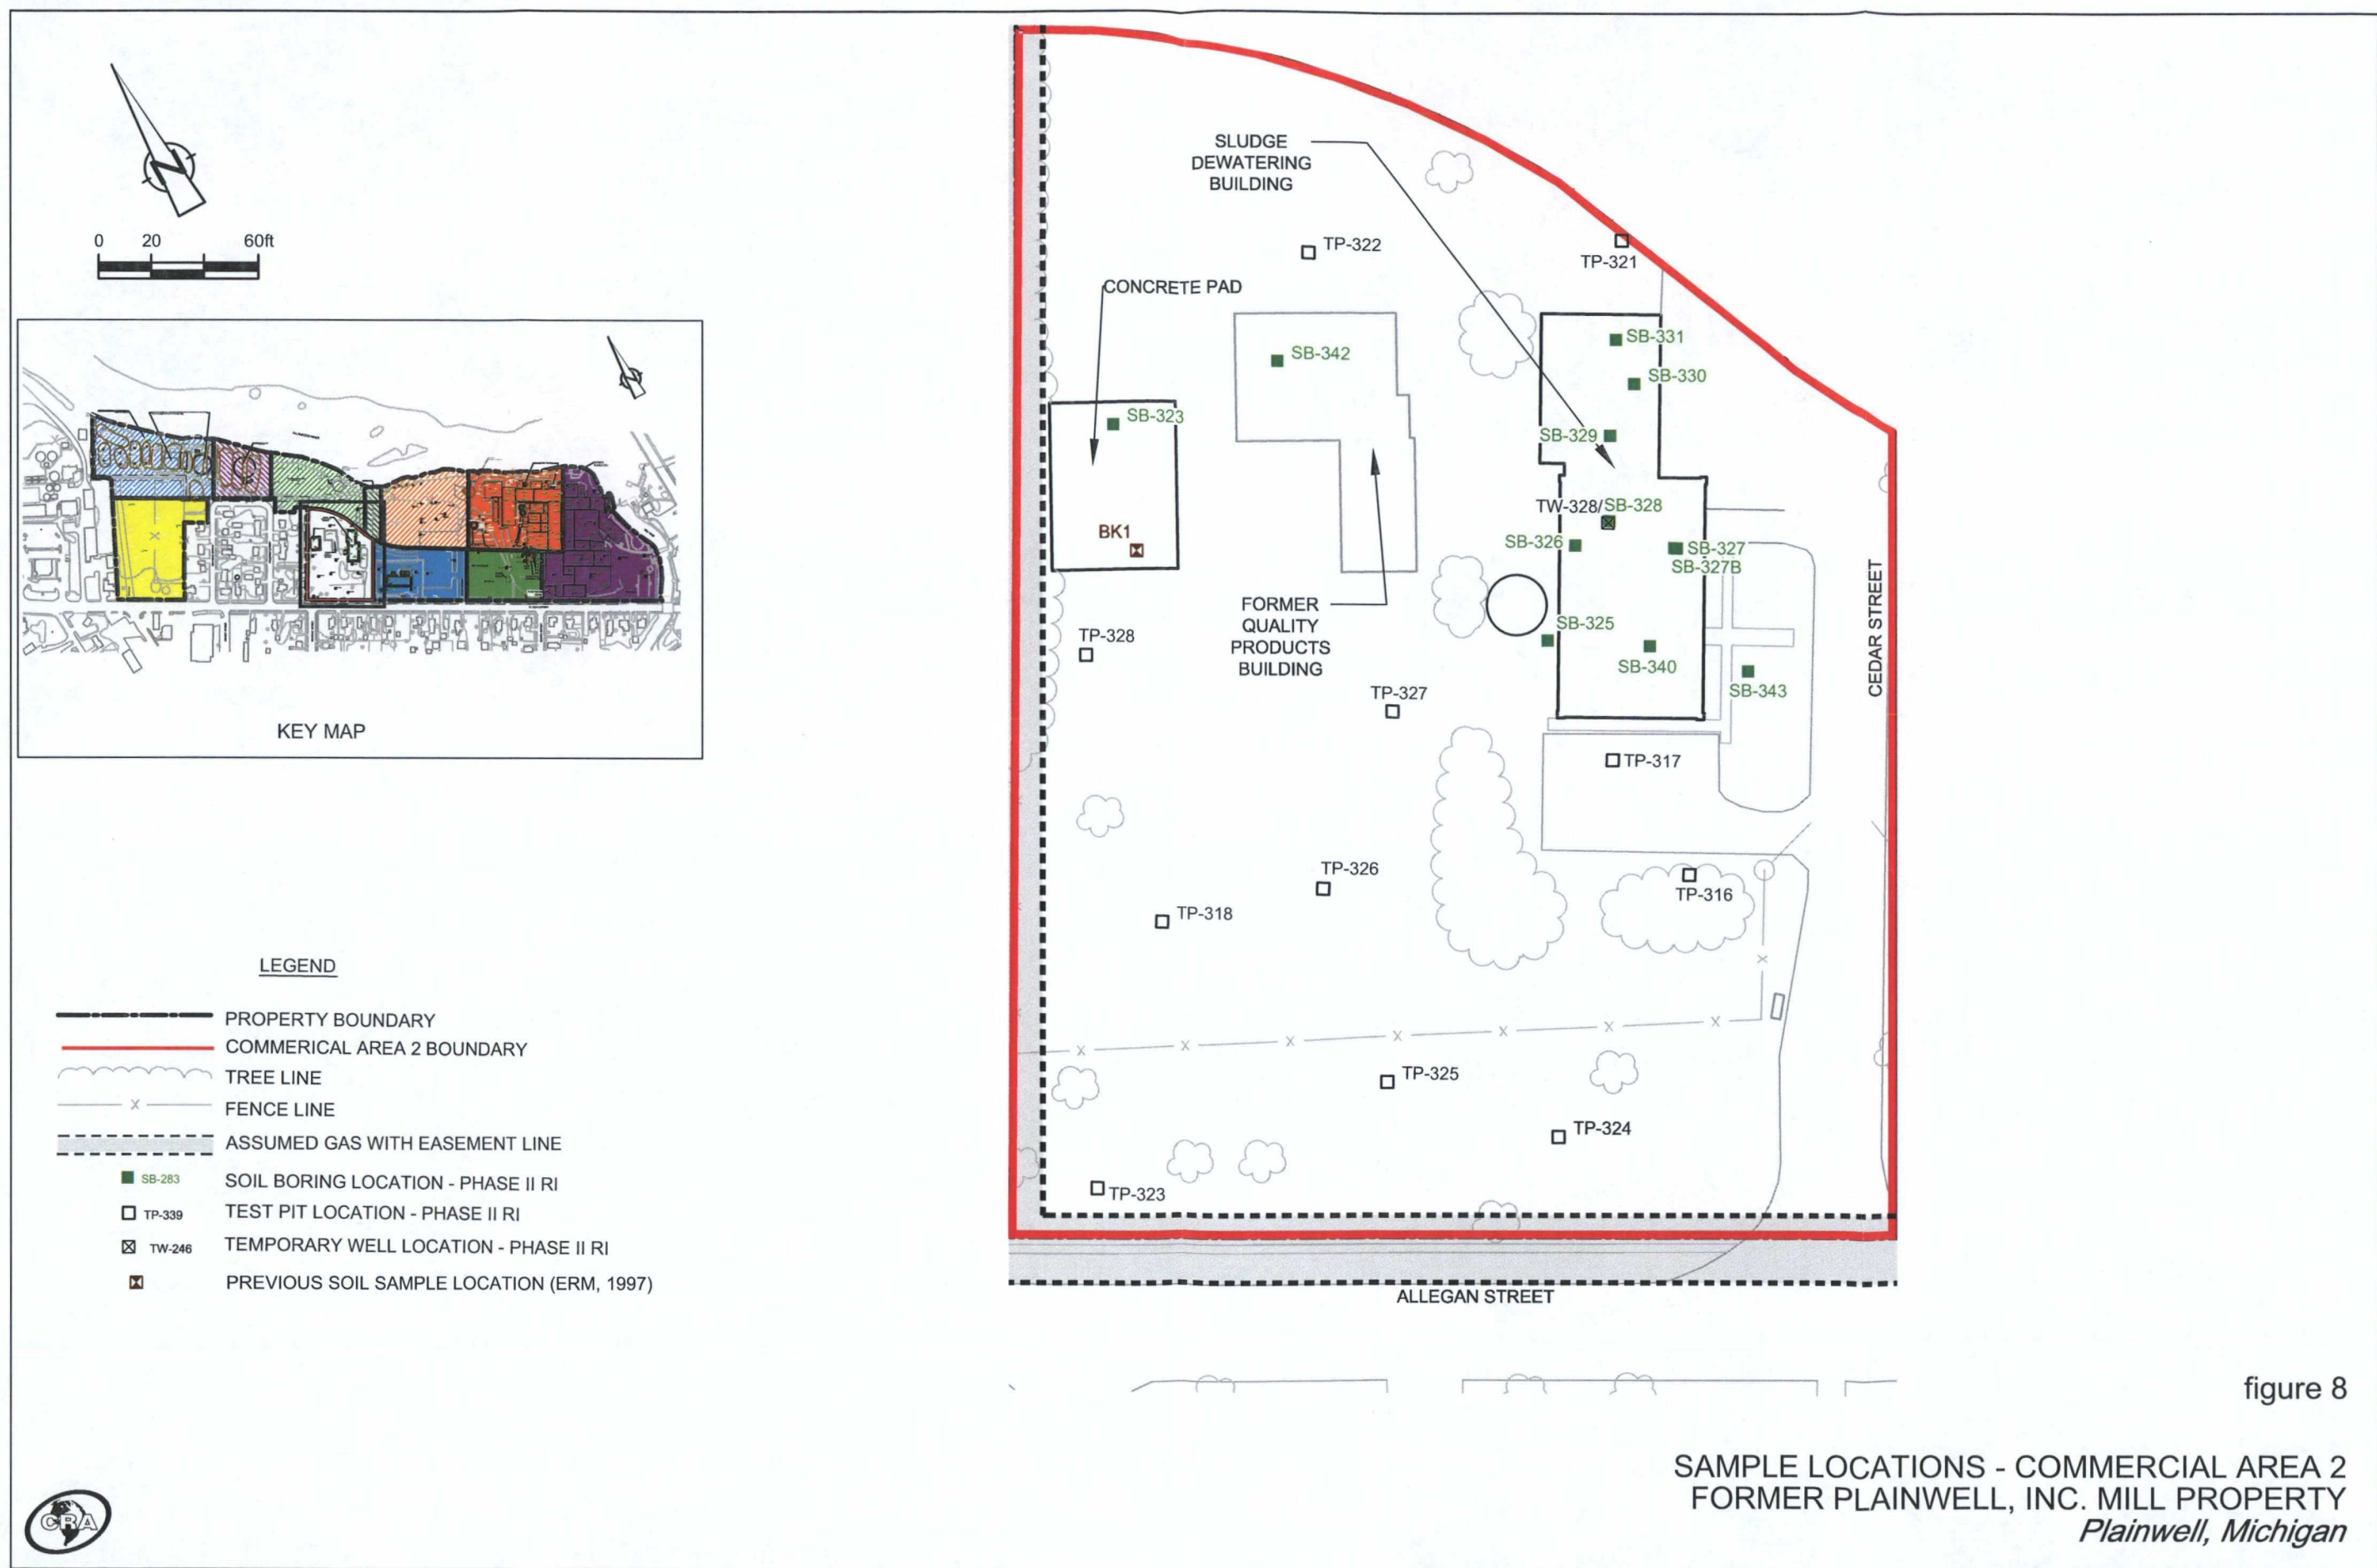 N
0 20 60ft
KEY MAP
LEGEND
PROPERTY BOUNDARY
COMMERICAL AREA 2 BOUNDARY
TREE LINE
X
FENCE LINE
ASSUMED GAS WITH EASEMENT LINE
SB-283
SOIL BORING LOCATION - PHASE II RI
TP-339
TEST PIT LOCATION - PHASE II RI
TW-246
TEMPORARY WELL LOCATION - PHASE II RI
PREVIOUS SOIL SAMPLE LOCATION (ERM, 1997)
CRA
SLUDGE
DEWATERING
BUILDING
TP-322
TP-321
CONCRETE PAD
SB-331
SB-342
SB-330
SB-323
SB-329
TW-328/SB-328
BK1
SB-326
SB-327
SB-327B
FORMER
QUALITY
PRODUCTS
BUILDING
SB-325
TP-328
SB-340
SB-343
CEDAR STREET
TP-327
TP-317
TP-326
TP-316
TP-318
X X X X X X X X
TP-325
TP-324
TP-323
ALLEGAN STREET
figure 8
SAMPLE LOCATIONS - COMMERCIAL AREA 2
FORMER PLAINWELL, INC. MILL PROPERTY
Plainwell, Michigan